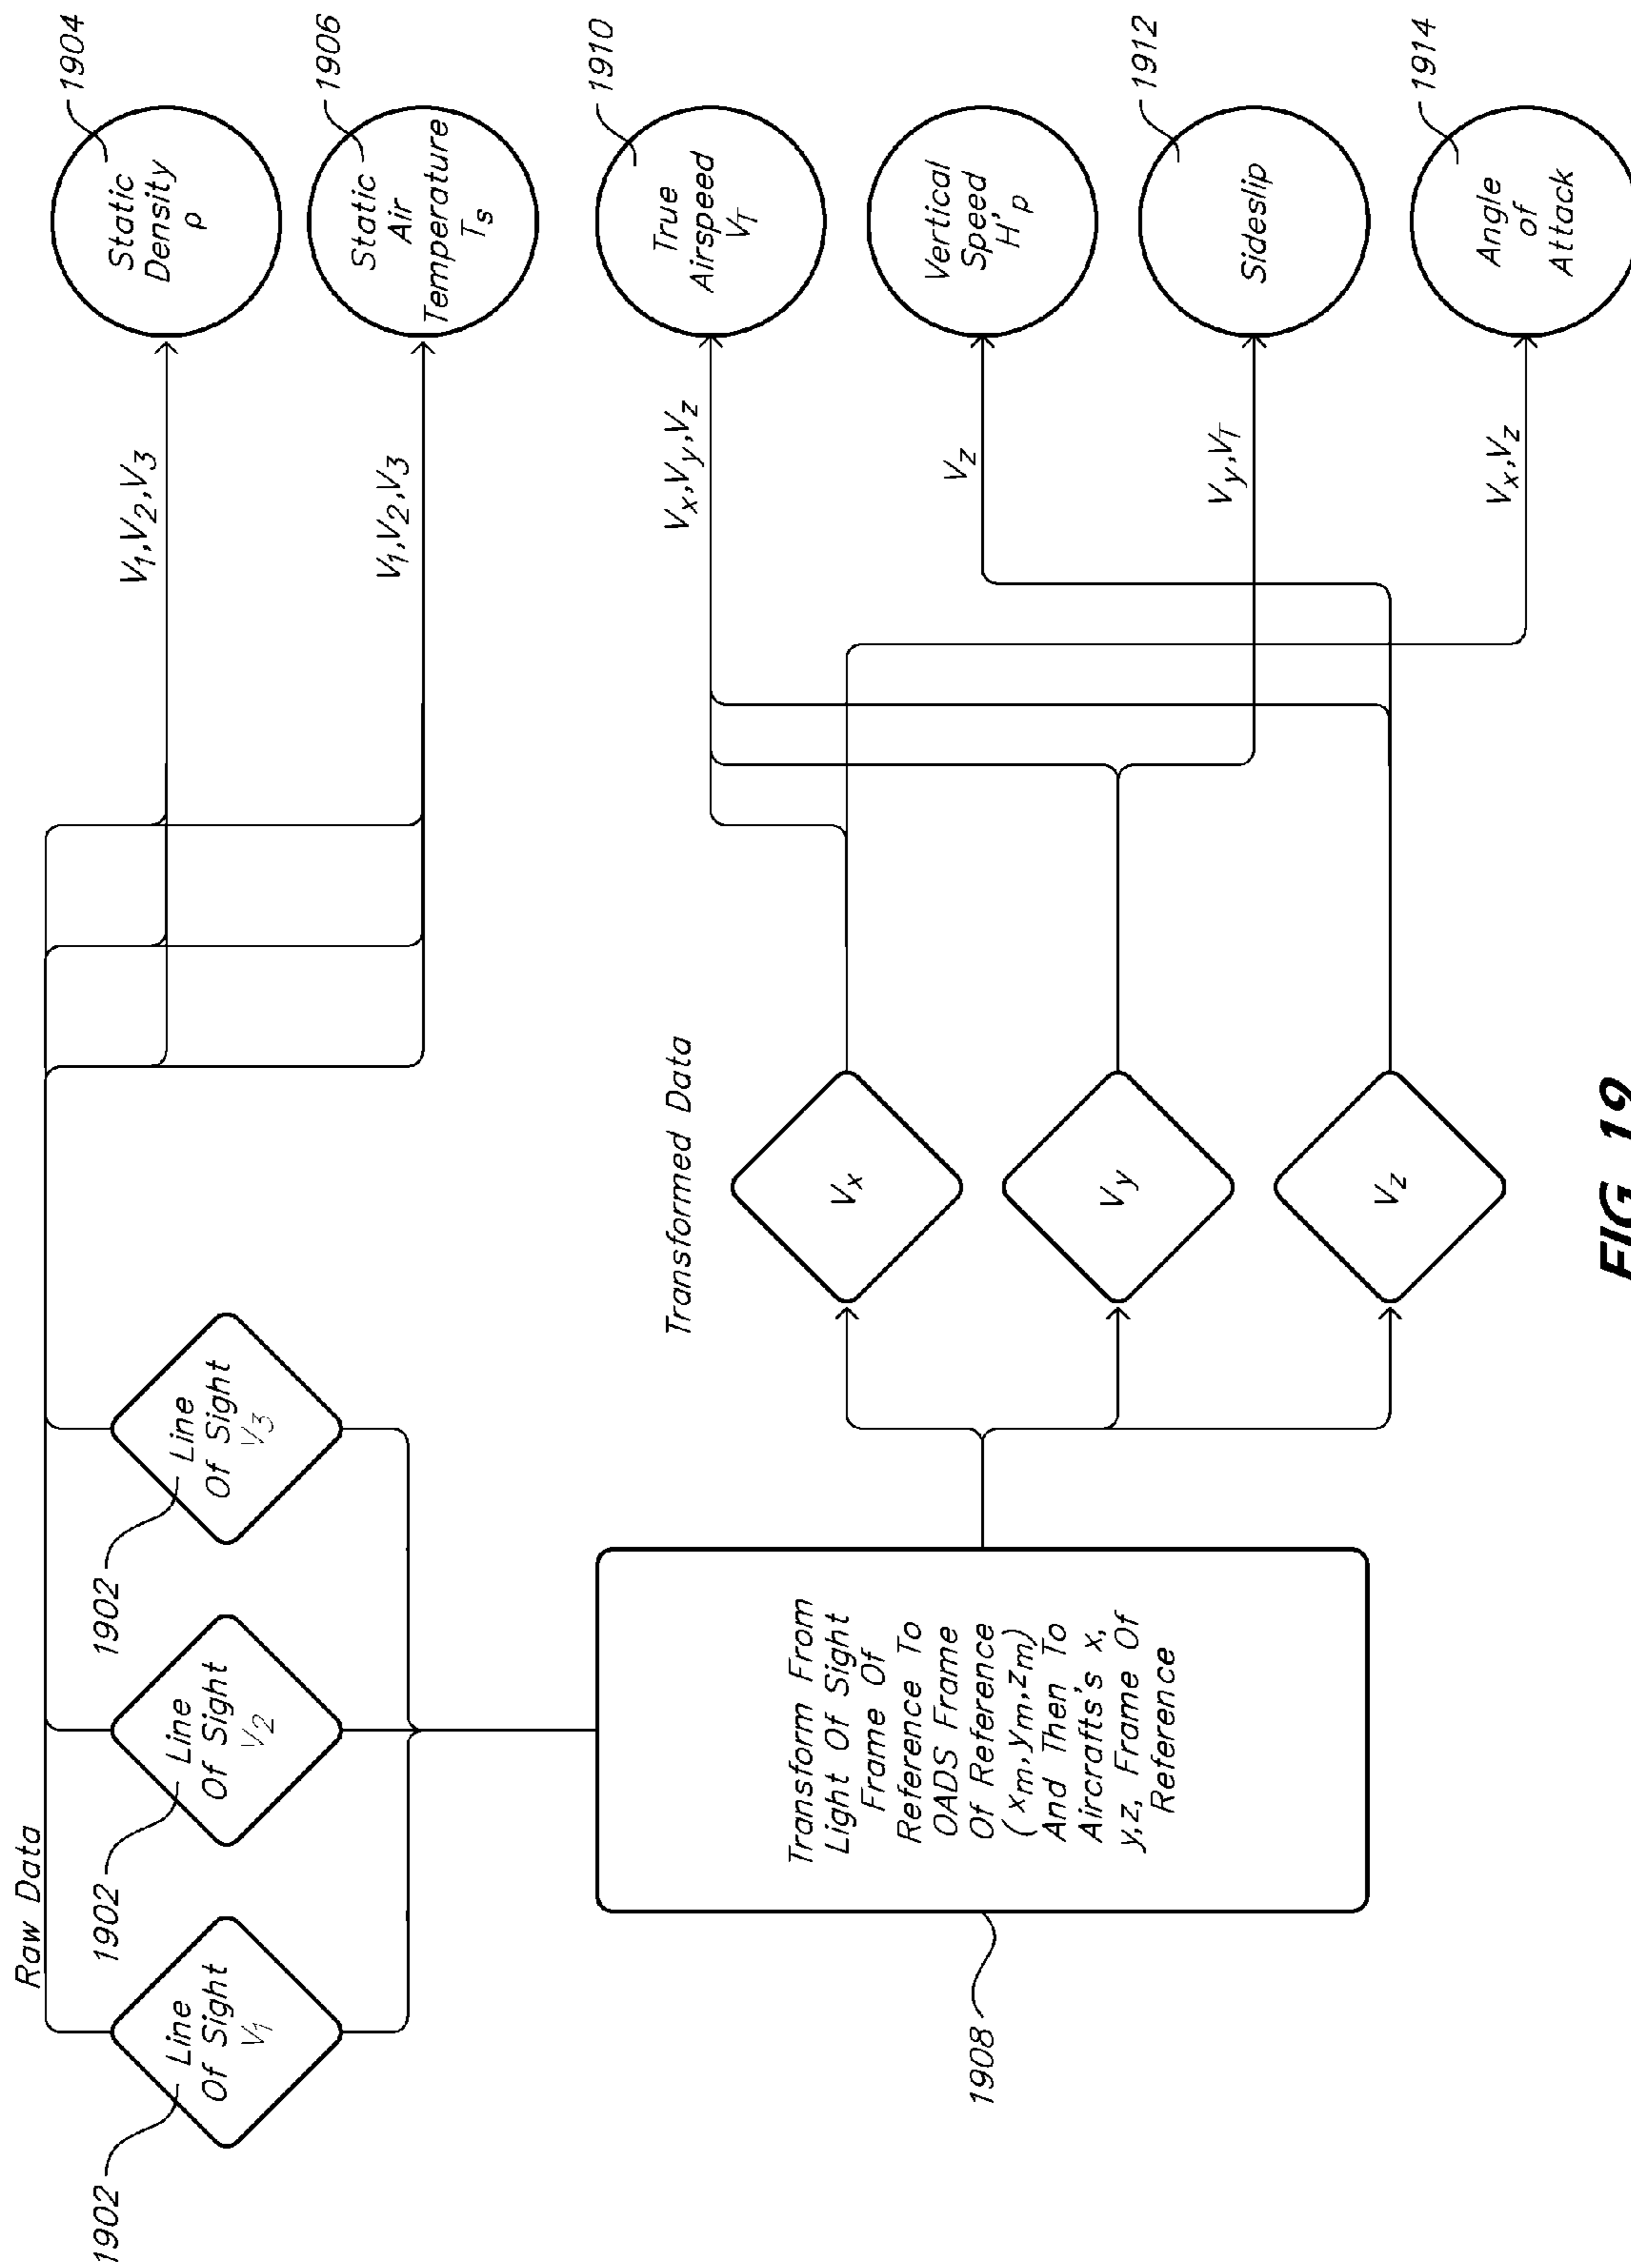 Raw Data
1902
Line
Of Sight
V1
1902
Line
Of Sight
V2
1902
Line
Of Sight
V3
V1,V2,V3
Static
Density
ρ
1904
V1,V2,V3
Static
Air
Temperature
Ts
1906
1908
Transform From
Light Of Sight
Frame Of
Reference To
OADS Frame
Of Reference
(xm,ym,zm)
And Then To
Aircrafts's x,
y,z, Frame Of
Reference
Transformed Data
Vx
Vy
Vz
Vx,Vy,Vz
True
Airspeed
VT
1910
Vz
Vertical
Speed
H'p
Vy,VT
Sideslip
1912
Vx,Vz
Angle
of
Attack
1914
FIG. 19